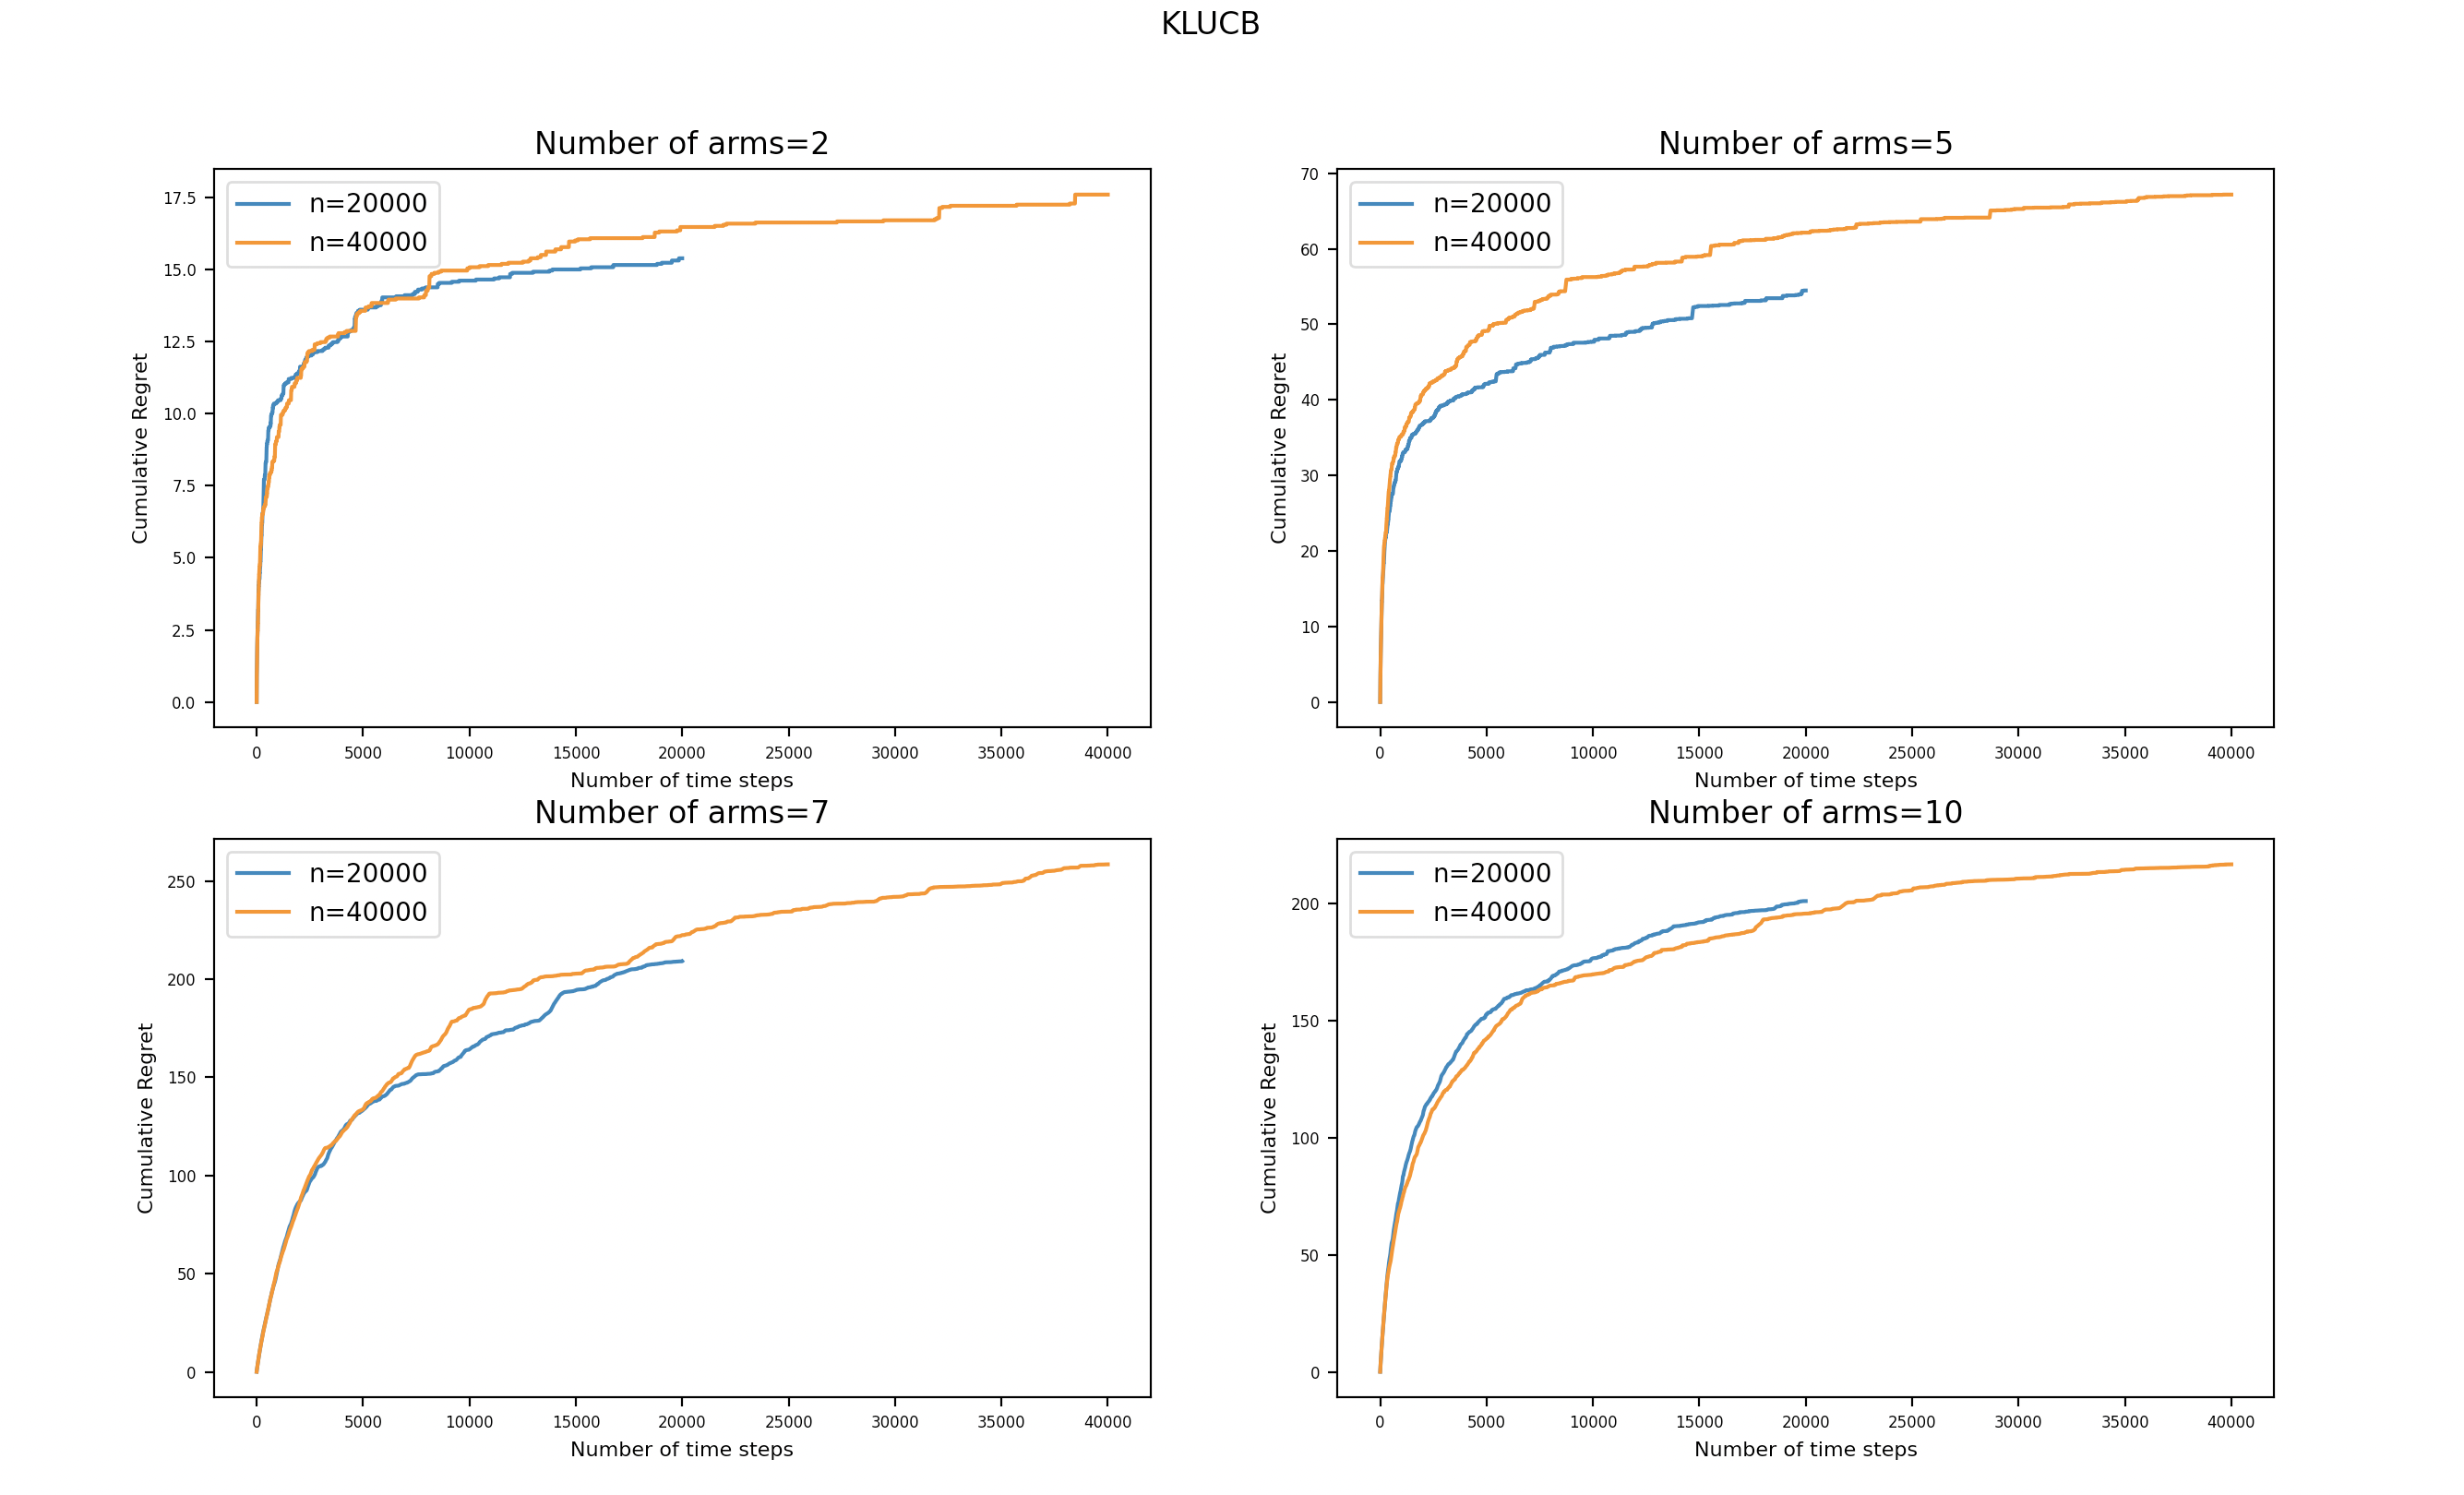 KLUCB
Number of arms=2
n=20000
n=40000
17.5
15.0
12.5
10.0
7.5
5.0
2.5
0.0
Cumulative Regret
0 5000 10000 15000 20000 25000 30000 35000 40000
Number of time steps
Number of arms=5
n=20000
n=40000
70
60
50
40
30
20
10
0
Cumulative Regret
0 5000 10000 15000 20000 25000 30000 35000 40000
Number of time steps
Number of arms=7
n=20000
n=40000
250
200
150
100
50
0
Cumulative Regret
0 5000 10000 15000 20000 25000 30000 35000 40000
Number of time steps
Number of arms=10
n=20000
n=40000
200
150
100
50
0
Cumulative Regret
0 5000 10000 15000 20000 25000 30000 35000 40000
Number of time steps